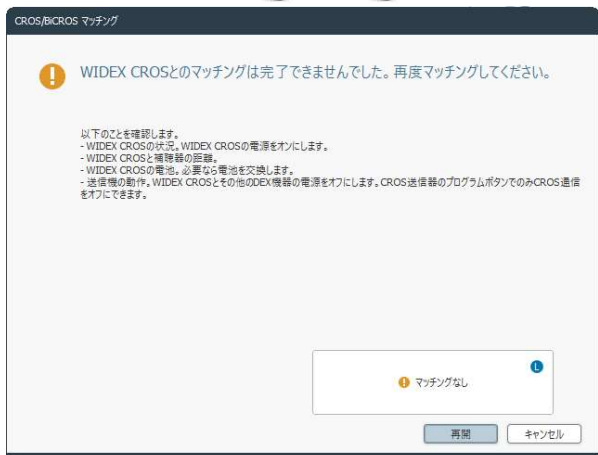 CROS/BiCROS マッチング
WIDEX CROSとのマッチングは完了できませんでした。再度マッチングしてください。
以下のことを確認します。
- WIDEX CROSの状況。WIDEX CROSの電源をオンにします。
- WIDEX CROSと補聴器の距離。
- WIDEX CROSの電池。必要なら電池を交換します。
- 送信機の動作。WIDEX CROSとその他のDEX機器の電源をオフにします。CROS送信器のプログラムボタンでのみCROS通信
をオフにできます。
L
マッチングなし
再開 キャンセル